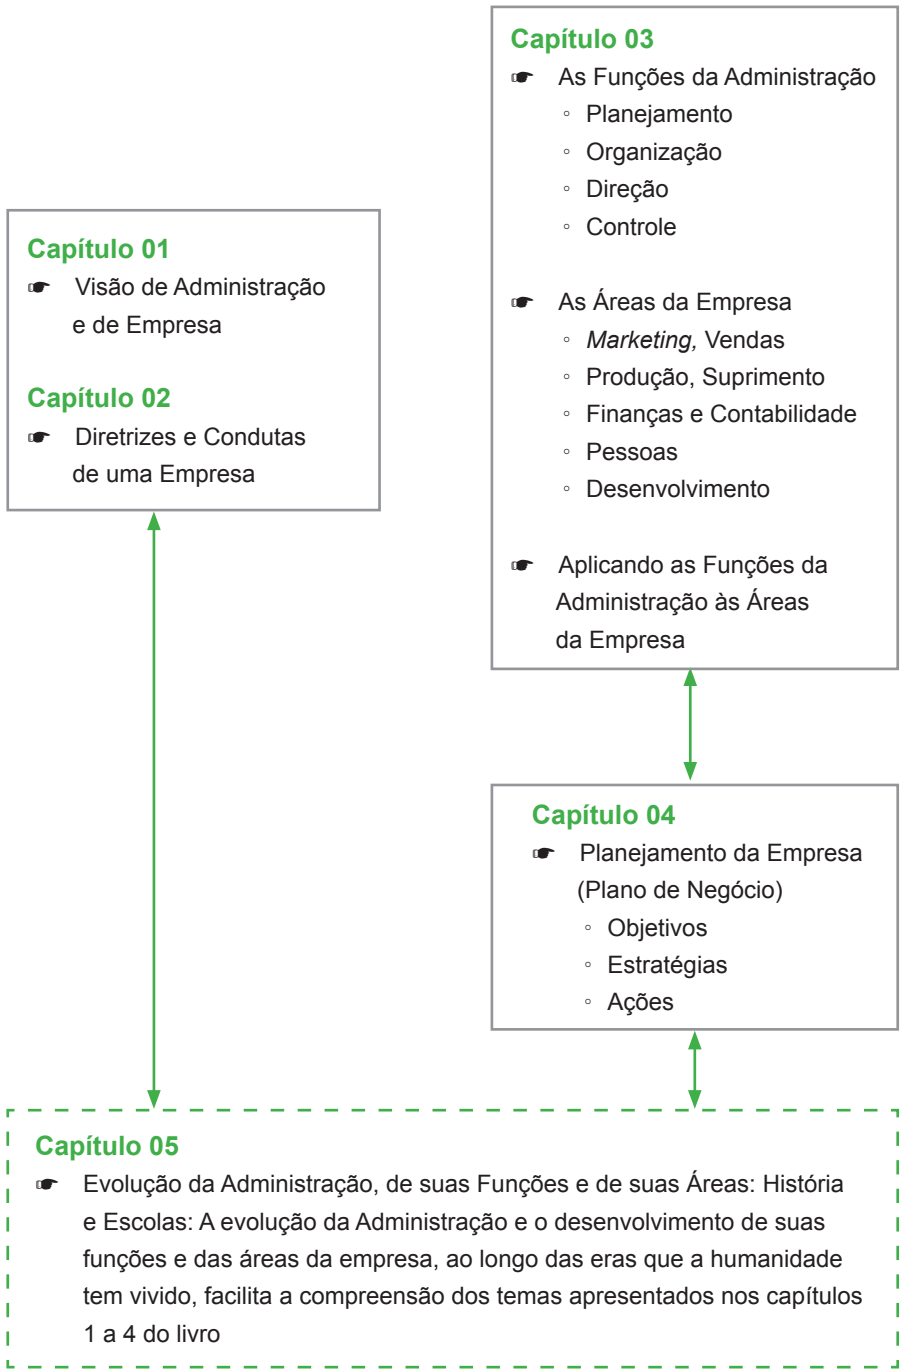 Capítulo 01
☛ Visão de Administração
e de Empresa
Capítulo 02
☛ Diretrizes e Condutas
de uma Empresa
Capítulo 03
☛ As Funções da Administração
◦ Planejamento
◦ Organização
◦ Direção
◦ Controle
☛ As Áreas da Empresa
◦ Marketing, Vendas
◦ Produção, Suprimento
◦ Finanças e Contabilidade
◦ Pessoas
◦ Desenvolvimento
☛ Aplicando as Funções da
Administração às Áreas
da Empresa
Capítulo 04
☛ Planejamento da Empresa
(Plano de Negócio)
◦ Objetivos
◦ Estratégias
◦ Ações
Capítulo 05
☛ Evolução da Administração, de suas Funções e de suas Áreas: História
e Escolas: A evolução da Administração e o desenvolvimento de suas
funções e das áreas da empresa, ao longo das eras que a humanidade
tem vivido, facilita a compreensão dos temas apresentados nos capítulos
1 a 4 do livro